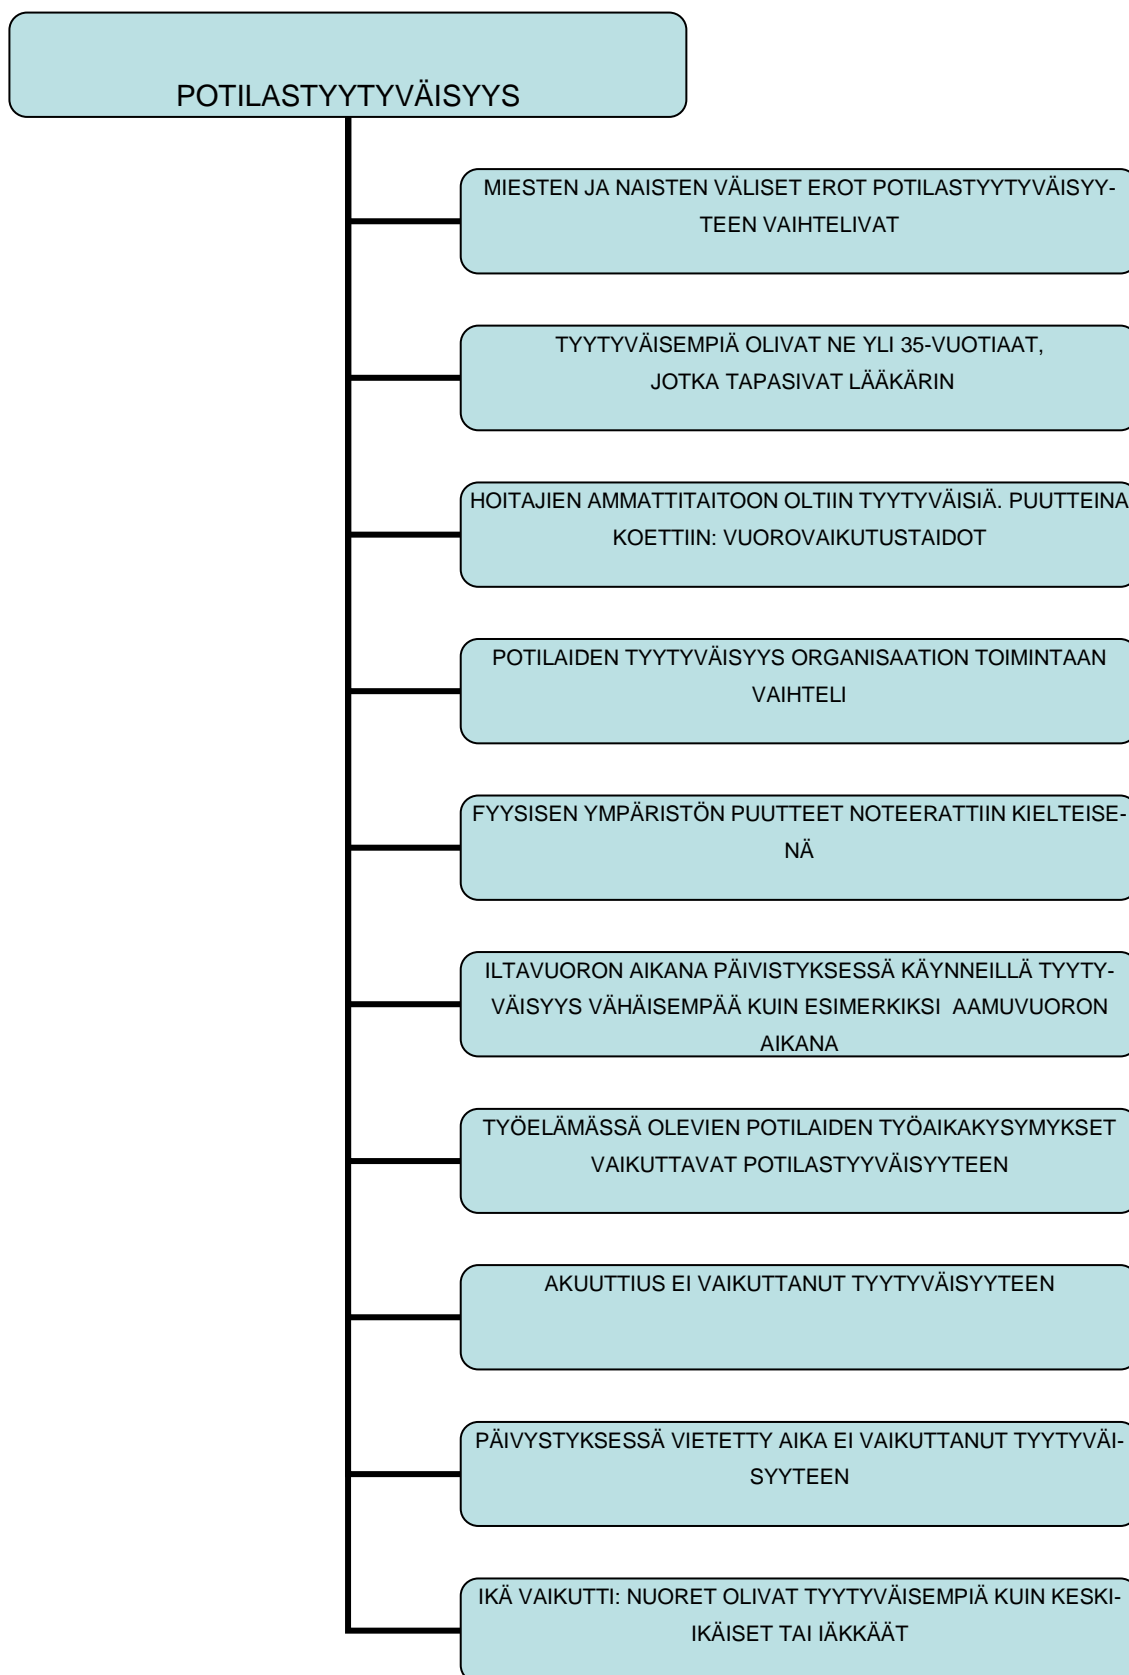 POTILASTYYTYVÄISYYS
MIESTEN JA NAISTEN VÄLISET EROT POTILASTYYTYVÄISYY-
TEEN VAIHTELIVAT
TYYTYVÄISEMPIÄ OLIVAT NE YLI 35-VUOTIAAT,
JOTKA TAPASIVAT LÄÄKÄRIN
HOITAJIEN AMMATTITAITOON OLTIIN TYYTYVÄISIÄ. PUUTTEINA
KOETTIIN: VUOROVAIKUTUSTAIDOT
POTILAIDEN TYYTYVÄISYYS ORGANISAATION TOIMINTAAN
VAIHTELI
FYYSISEN YMPÄRISTÖN PUUTTEET NOTEERATTIIN KIELTEISE-
NÄ
ILTAVUORON AIKANA PÄIVISTYKSESSÄ KÄYNNEILLÄ TYYTY-
VÄISYYS VÄHÄISEMPÄÄ KUIN ESIMERKIKSI AAMUVUORON
AIKANA
TYÖELÄMÄSSÄ OLEVIEN POTILAIDEN TYÖAIKAKYSYMYKSET
VAIKUTTAVAT POTILASTYYVÄISYYTEEN
AKUUTTIUS EI VAIKUTTANUT TYYTYVÄISYYTEEN
PÄIVYSTYKSESSÄ VIETETTY AIKA EI VAIKUTTANUT TYYTYVÄI-
SYYTEEN
IKÄ VAIKUTTI: NUORET OLIVAT TYYTYVÄISEMPIÄ KUIN KESKI-
IKÄISET TAI IÄKKÄÄT